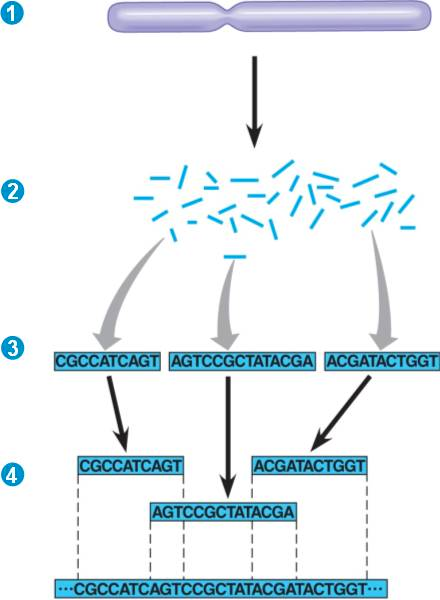 1
2
3
CGCCATCAGT AGTCCGCTATACGA ACGATACTGGT
4
CGCCATCAGT ACGATACTGGT
AGTCCGCTATACGA
···CGCCATCAGTCCGCTATACGATACTGGT···